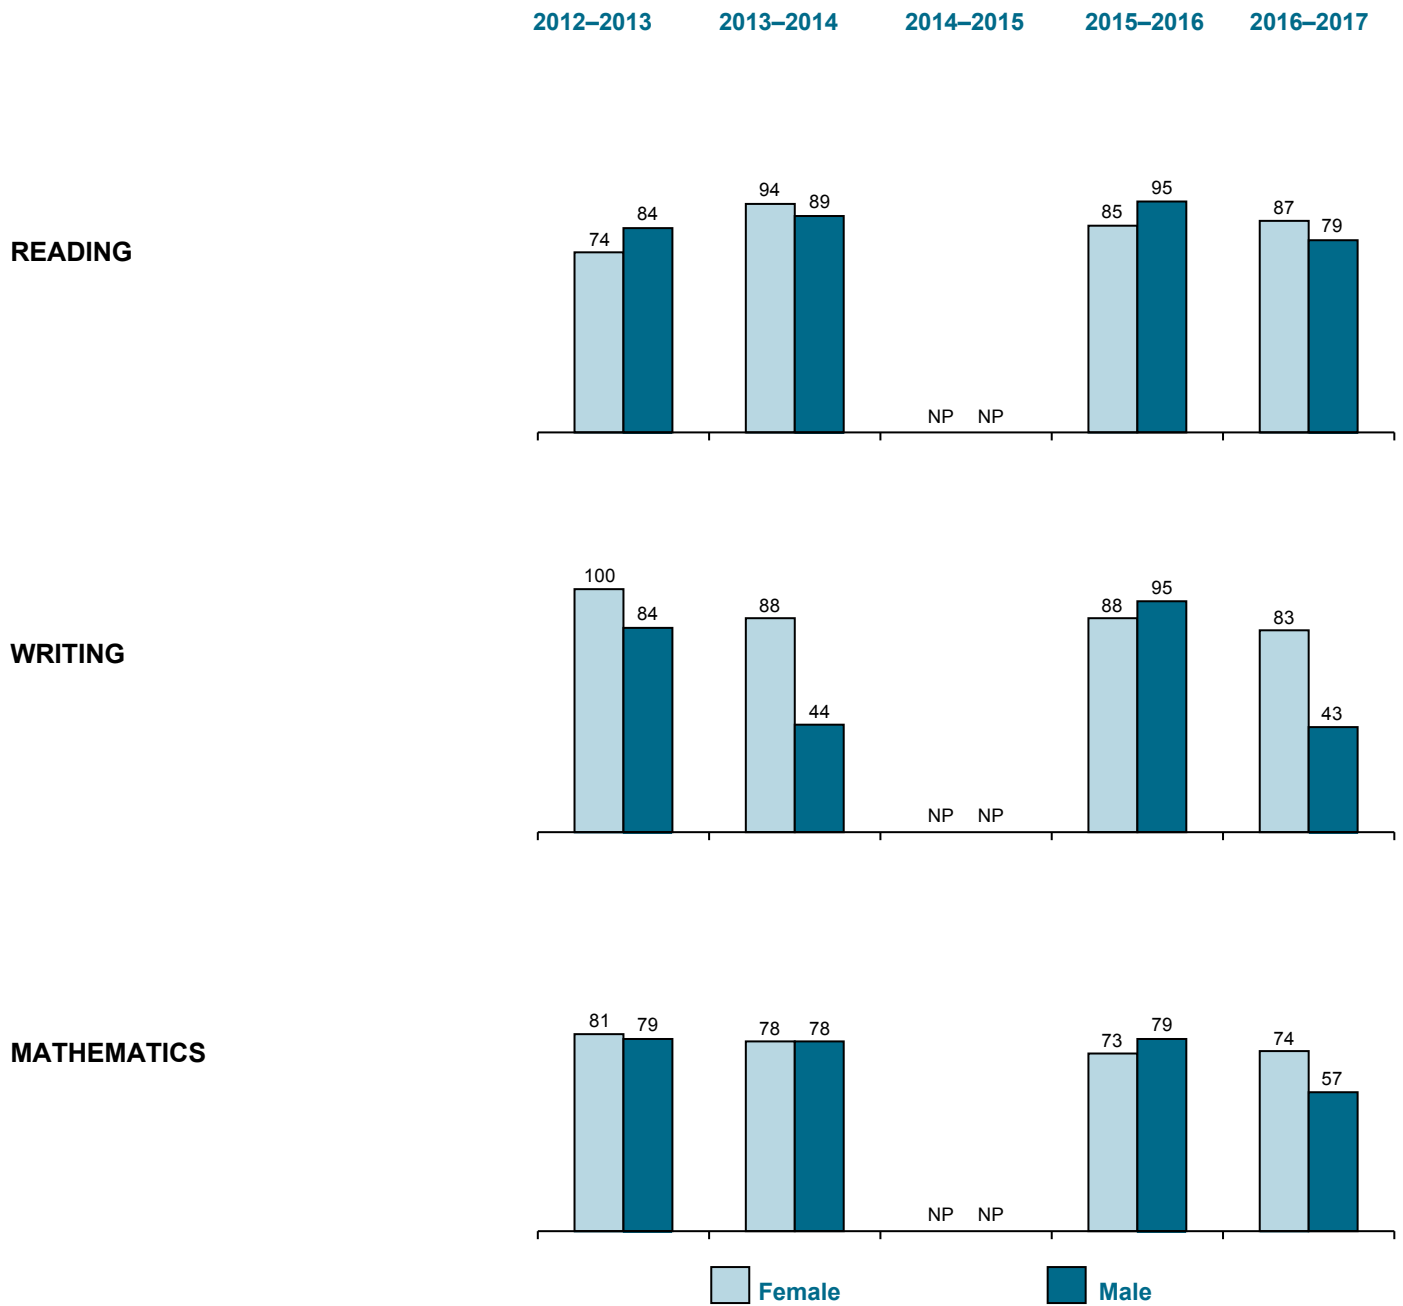 2012–2013 2013–2014 2014–2015 2015–2016 2016–2017
READING
74 84 94 89 NP NP 85 95 87 79
WRITING
100 84 88 44 NP NP 88 95 83 43
MATHEMATICS
81 79 78 78 NP NP 73 79 74 57
Female Male